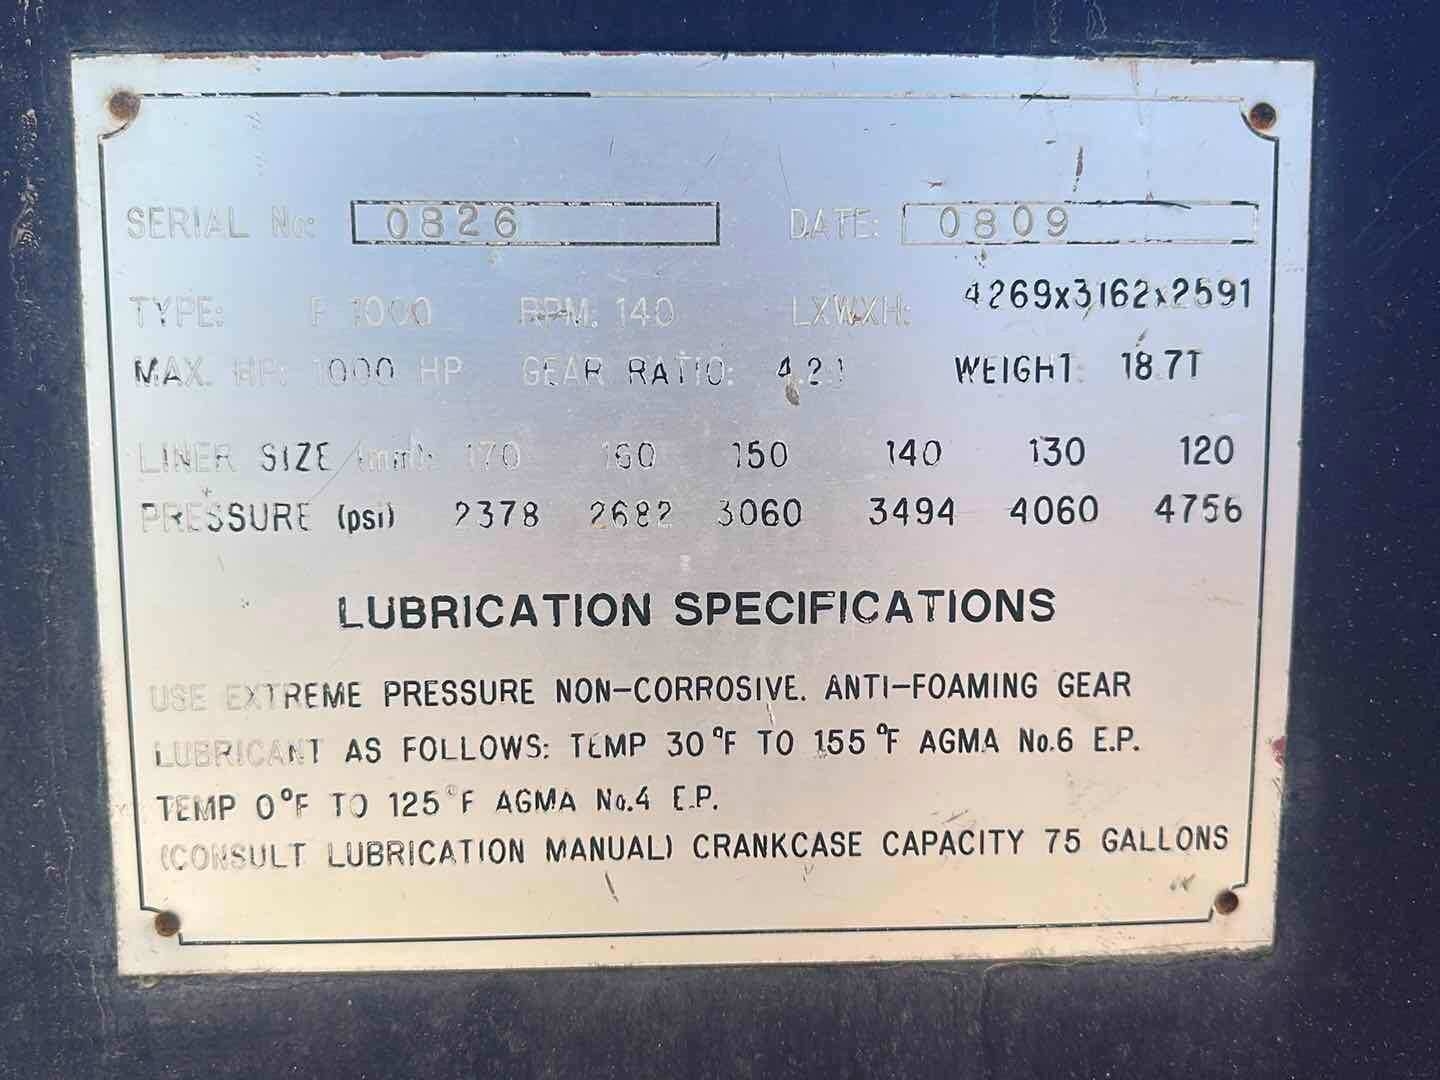 SERIAL No: 0826 DATE: 0809
TYPE: F 1000 RPM: 140 LXWXH: 4269x3162x2591
MAX. HP: 1000 HP GEAR RATIO: 4.2:1 WEIGHT: 18.7T
LINER SIZE (mm): 170 160 150 140 130 120
PRESSURE (psi) 2378 2682 3060 3494 4060 4756
LUBRICATION SPECIFICATIONS
USE EXTREME PRESSURE NON-CORROSIVE. ANTI-FOAMING GEAR
LUBRICANT AS FOLLOWS: TEMP 30°F TO 155°F AGMA No.6 E.P.
TEMP 0°F TO 125°F AGMA No.4 E.P.
(CONSULT LUBRICATION MANUAL) CRANKCASE CAPACITY 75 GALLONS